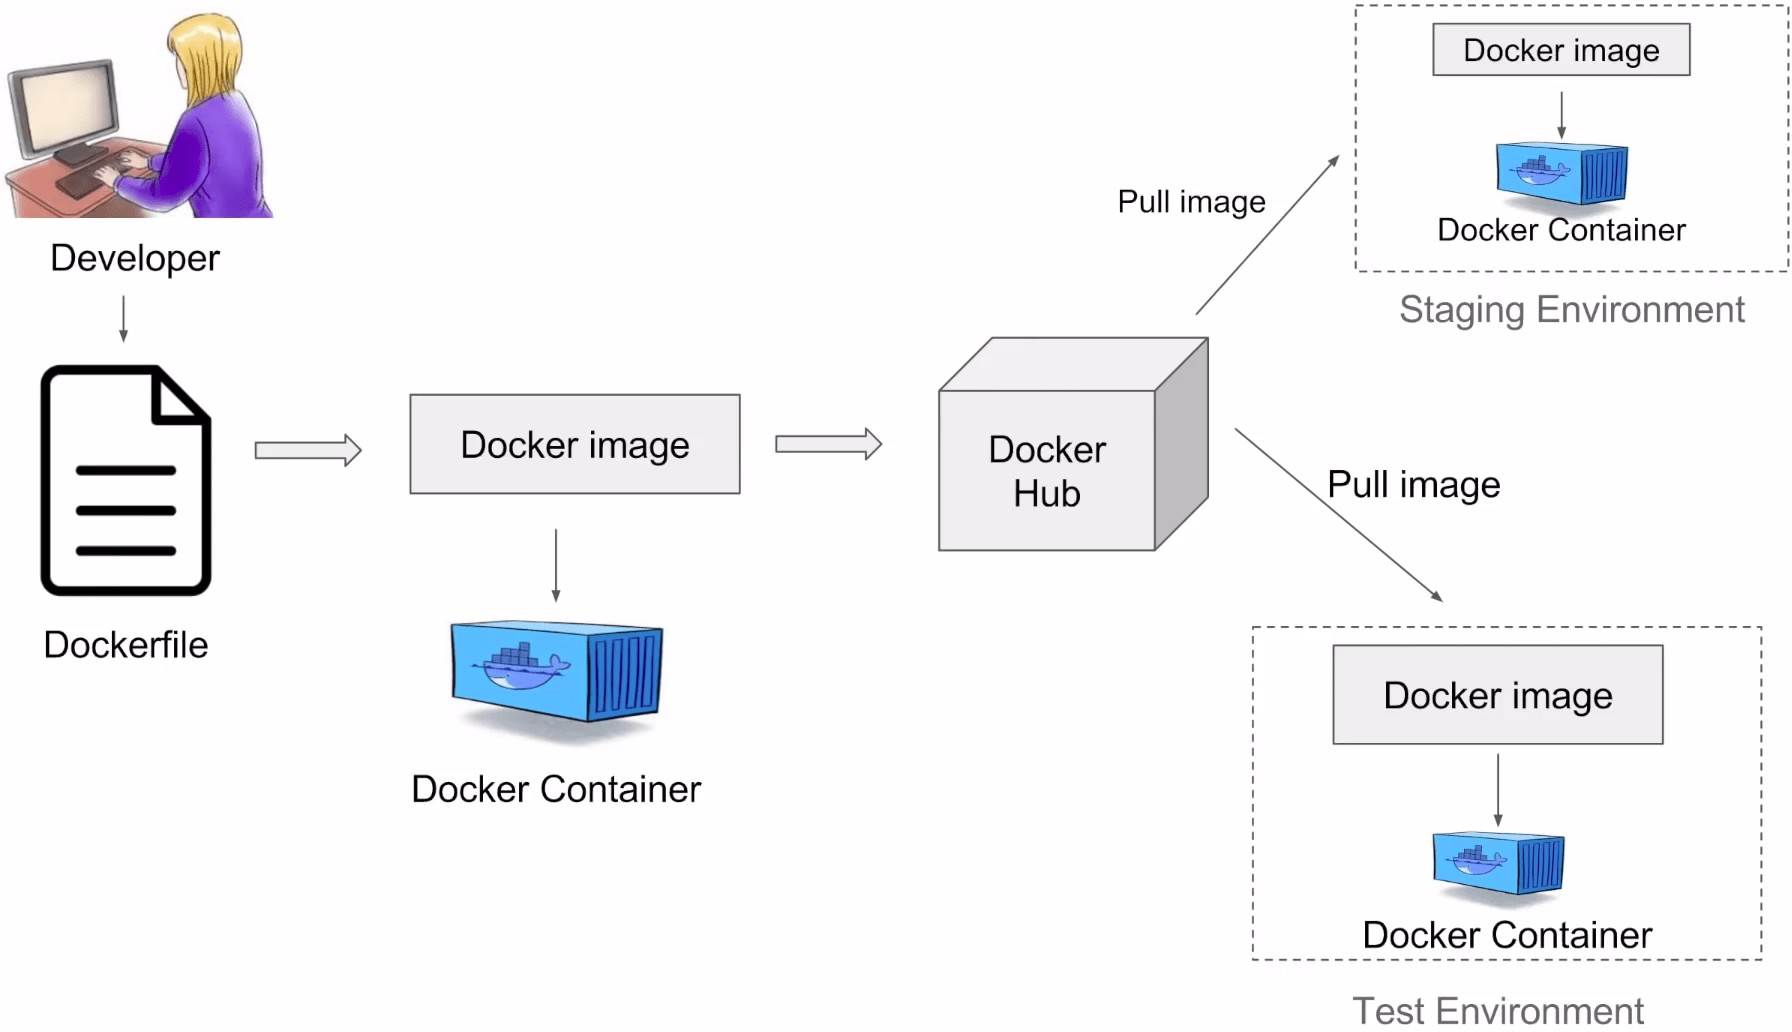 Developer
Dockerfile
Docker image
Docker Container
Docker
Hub
Pull image
Docker image
Docker Container
Staging Environment
Pull image
Docker image
Docker Container
Test Environment